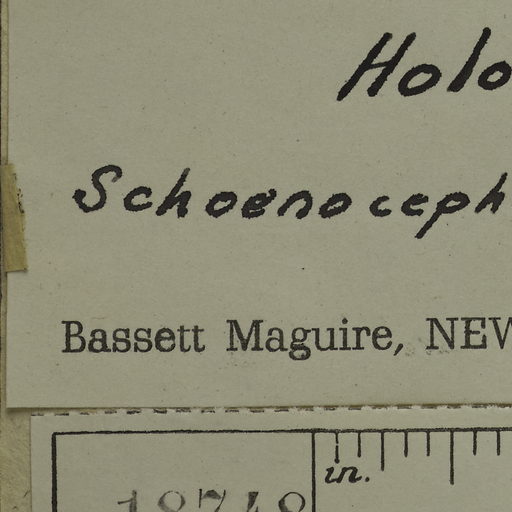 Holo
Schoenoceph
Bassett Maguire, NEW
in.